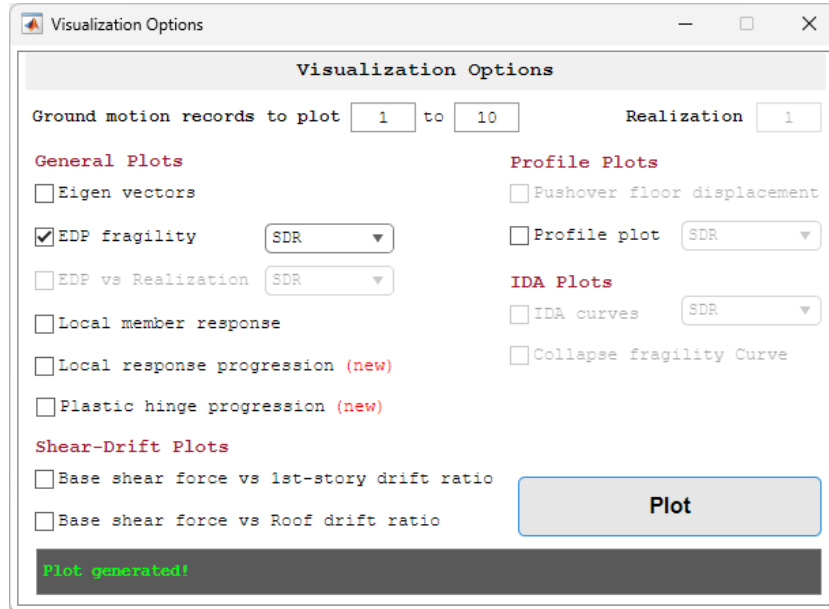 Visualization Options
Visualization Options
Ground motion records to plot 1 to 10 Realization 1
General Plots
Eigen vectors
EDP fragility SDR
EDP vs Realization SDR
Local member response
Local response progression (new)
Plastic hinge progression (new)
Shear-Drift Plots
Base shear force vs 1st-story drift ratio
Base shear force vs Roof drift ratio
Profile Plots
Pushover floor displacement
Profile plot SDR
IDA Plots
IDA curves SDR
Collapse fragility Curve
Plot
Plot generated!